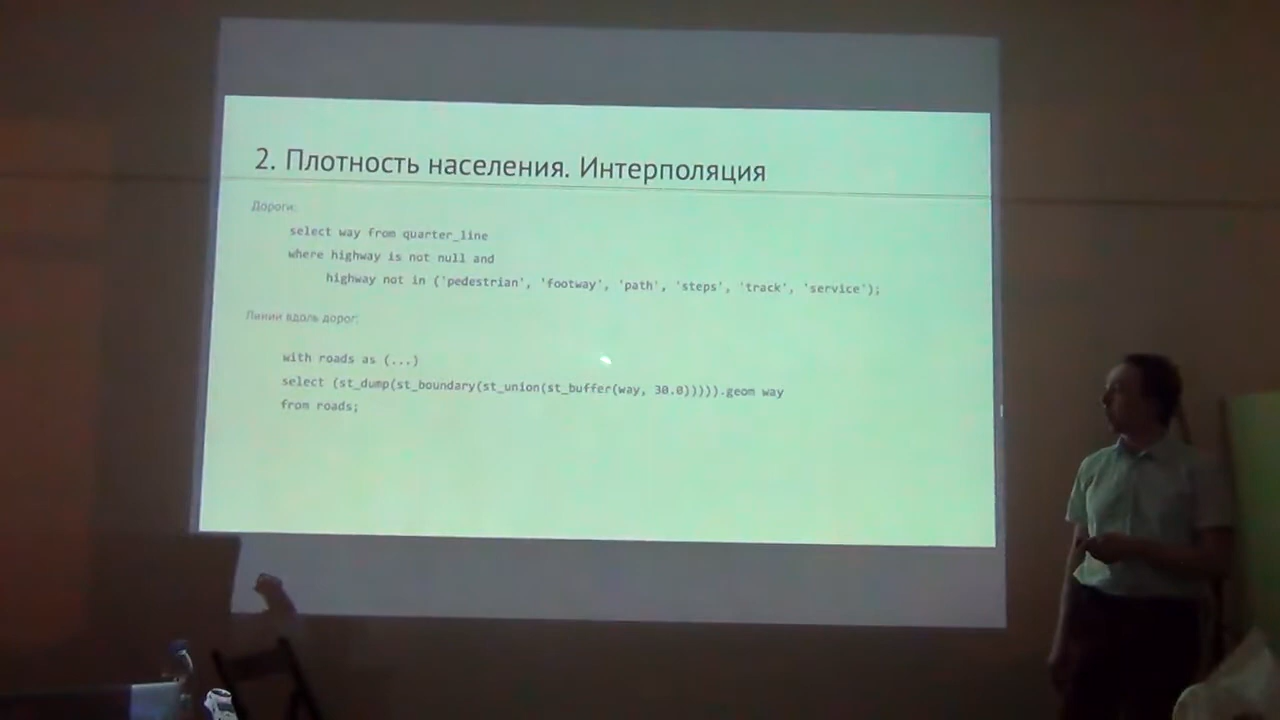 2. Плотность населения. Интерполяция
Дороги:
select way from quarter_line
where highway is not null and
highway not in ('pedestrian', 'footway', 'path', 'steps', 'track', 'service');
Линии вдоль дорог:
with roads as (...)
select (st_dump(st_boundary(st_union(st_buffer(way, 30.0))))).geom way
from roads;